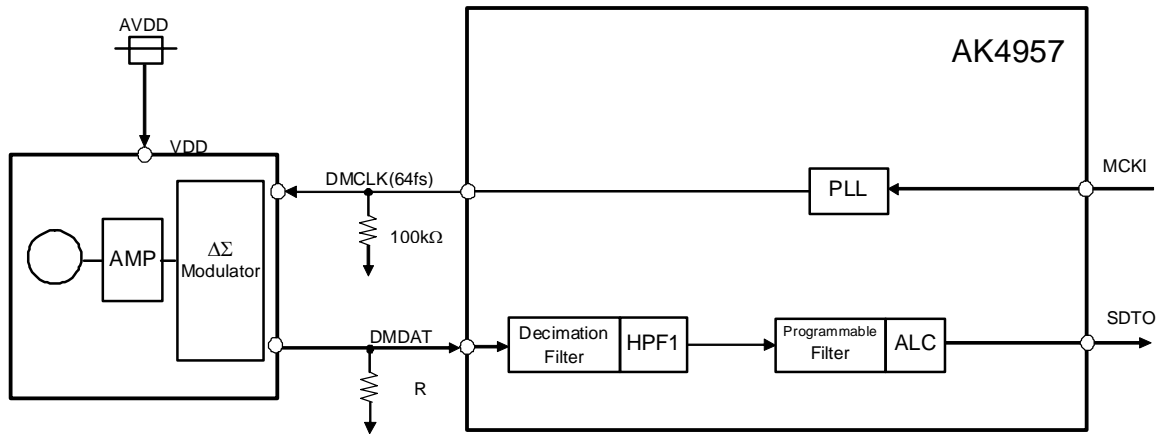 AVDD
AK4957
VDD
DMCLK(64fs)
PLL
MCKI
100kΩ
AMP
ΔΣ
Modulator
DMDAT
Decimation
Filter
HPF1
Programmable
Filter
ALC
SDTO
R